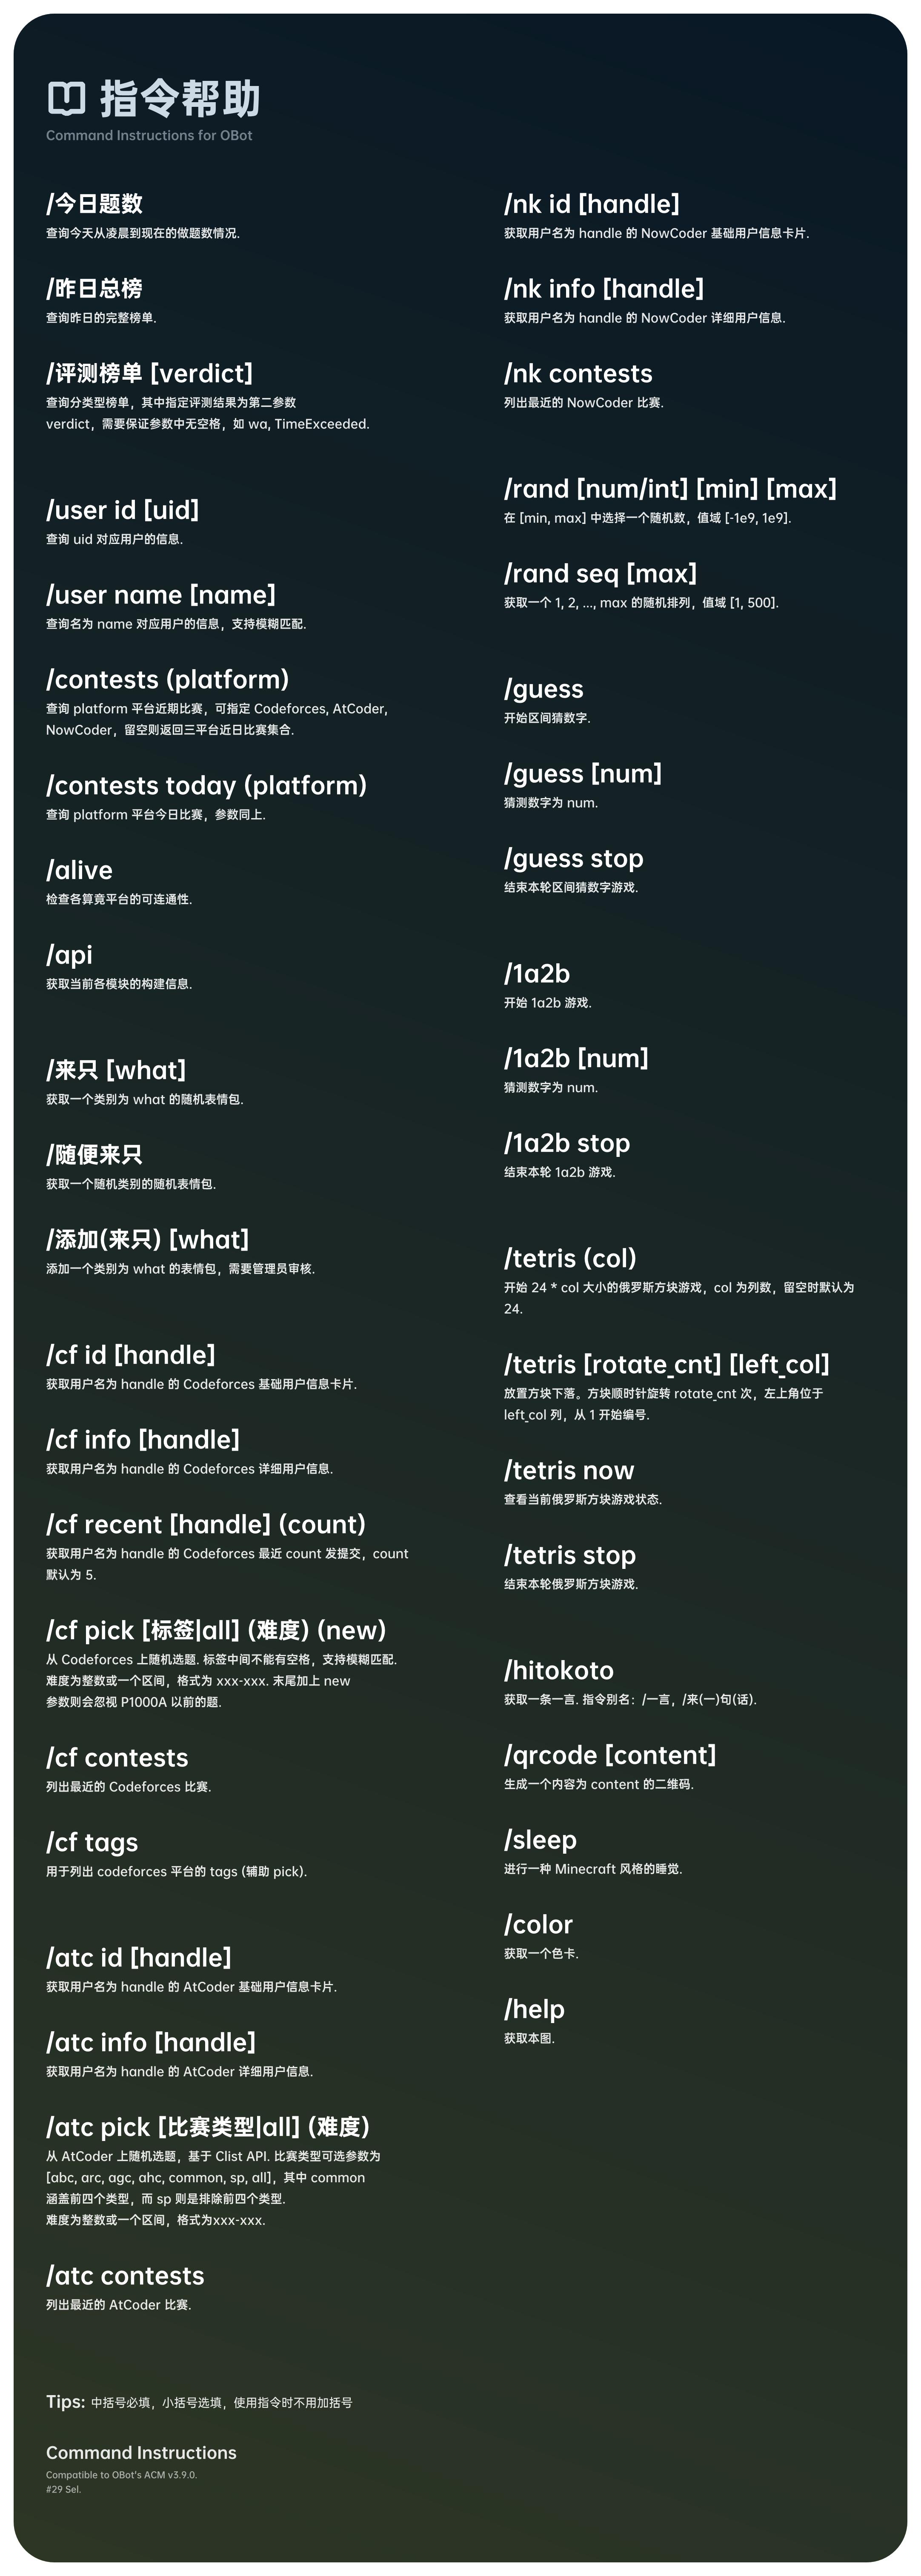 指令帮助
Command Instructions for OBot
/今日题数
查询今天从凌晨到现在的做题数情况.
/昨日总榜
查询昨日的完整榜单.
/评测榜单 [verdict]
查询分类型榜单，其中指定评测结果为第二参数
verdict，需要保证参数中无空格，如 wa, TimeExceeded.
/user id [uid]
查询 uid 对应用户的信息.
/user name [name]
查询名为 name 对应用户的信息，支持模糊匹配.
/contests (platform)
查询 platform 平台近期比赛，可指定 Codeforces, AtCoder,
NowCoder，留空则返回三平台近日比赛集合.
/contests today (platform)
查询 platform 平台今日比赛，参数同上.
/alive
检查各算竞平台的可连通性.
/api
获取当前各模块的构建信息.
/来只 [what]
获取一个类别为 what 的随机表情包.
/随便来只
获取一个随机类别的随机表情包.
/添加(来只) [what]
添加一个类别为 what 的表情包，需要管理员审核.
/cf id [handle]
获取用户名为 handle 的 Codeforces 基础用户信息卡片.
/cf info [handle]
获取用户名为 handle 的 Codeforces 详细用户信息.
/cf recent [handle] (count)
获取用户名为 handle 的 Codeforces 最近 count 发提交，count
默认为 5.
/cf pick [标签|all] (难度) (new)
从 Codeforces 上随机选题. 标签中间不能有空格，支持模糊匹配.
难度为整数或一个区间，格式为 xxx-xxx. 末尾加上 new
参数则会忽视 P1000A 以前的题.
/cf contests
列出最近的 Codeforces 比赛.
/cf tags
用于列出 codeforces 平台的 tags (辅助 pick).
/atc id [handle]
获取用户名为 handle 的 AtCoder 基础用户信息卡片.
/atc info [handle]
获取用户名为 handle 的 AtCoder 详细用户信息.
/atc pick [比赛类型|all] (难度)
从 AtCoder 上随机选题，基于 Clist API. 比赛类型可选参数为
[abc, arc, agc, ahc, common, sp, all]，其中 common
涵盖前四个类型，而 sp 则是排除前四个类型.
难度为整数或一个区间，格式为xxx-xxx.
/atc contests
列出最近的 AtCoder 比赛.
/nk id [handle]
获取用户名为 handle 的 NowCoder 基础用户信息卡片.
/nk info [handle]
获取用户名为 handle 的 NowCoder 详细用户信息.
/nk contests
列出最近的 NowCoder 比赛.
/rand [num/int] [min] [max]
在 [min, max] 中选择一个随机数，值域 [-1e9, 1e9].
/rand seq [max]
获取一个 1, 2, ..., max 的随机排列，值域 [1, 500].
/guess
开始区间猜数字.
/guess [num]
猜测数字为 num.
/guess stop
结束本轮区间猜数字游戏.
/1a2b
开始 1a2b 游戏.
/1a2b [num]
猜测数字为 num.
/1a2b stop
结束本轮 1a2b 游戏.
/tetris (col)
开始 24 * col 大小的俄罗斯方块游戏，col 为列数，留空时默认为
24.
/tetris [rotate_cnt] [left_col]
放置方块下落。方块顺时针旋转 rotate_cnt 次，左上角位于
left_col 列，从 1 开始编号.
/tetris now
查看当前俄罗斯方块游戏状态.
/tetris stop
结束本轮俄罗斯方块游戏.
/hitokoto
获取一条一言. 指令别名：/一言，/来(一)句(话).
/qrcode [content]
生成一个内容为 content 的二维码.
/sleep
进行一种 Minecraft 风格的睡觉.
/color
获取一个色卡.
/help
获取本图.
Tips: 中括号必填，小括号选填，使用指令时不用加括号
Command Instructions
Compatible to OBot's ACM v3.9.0.
#29 Sel.